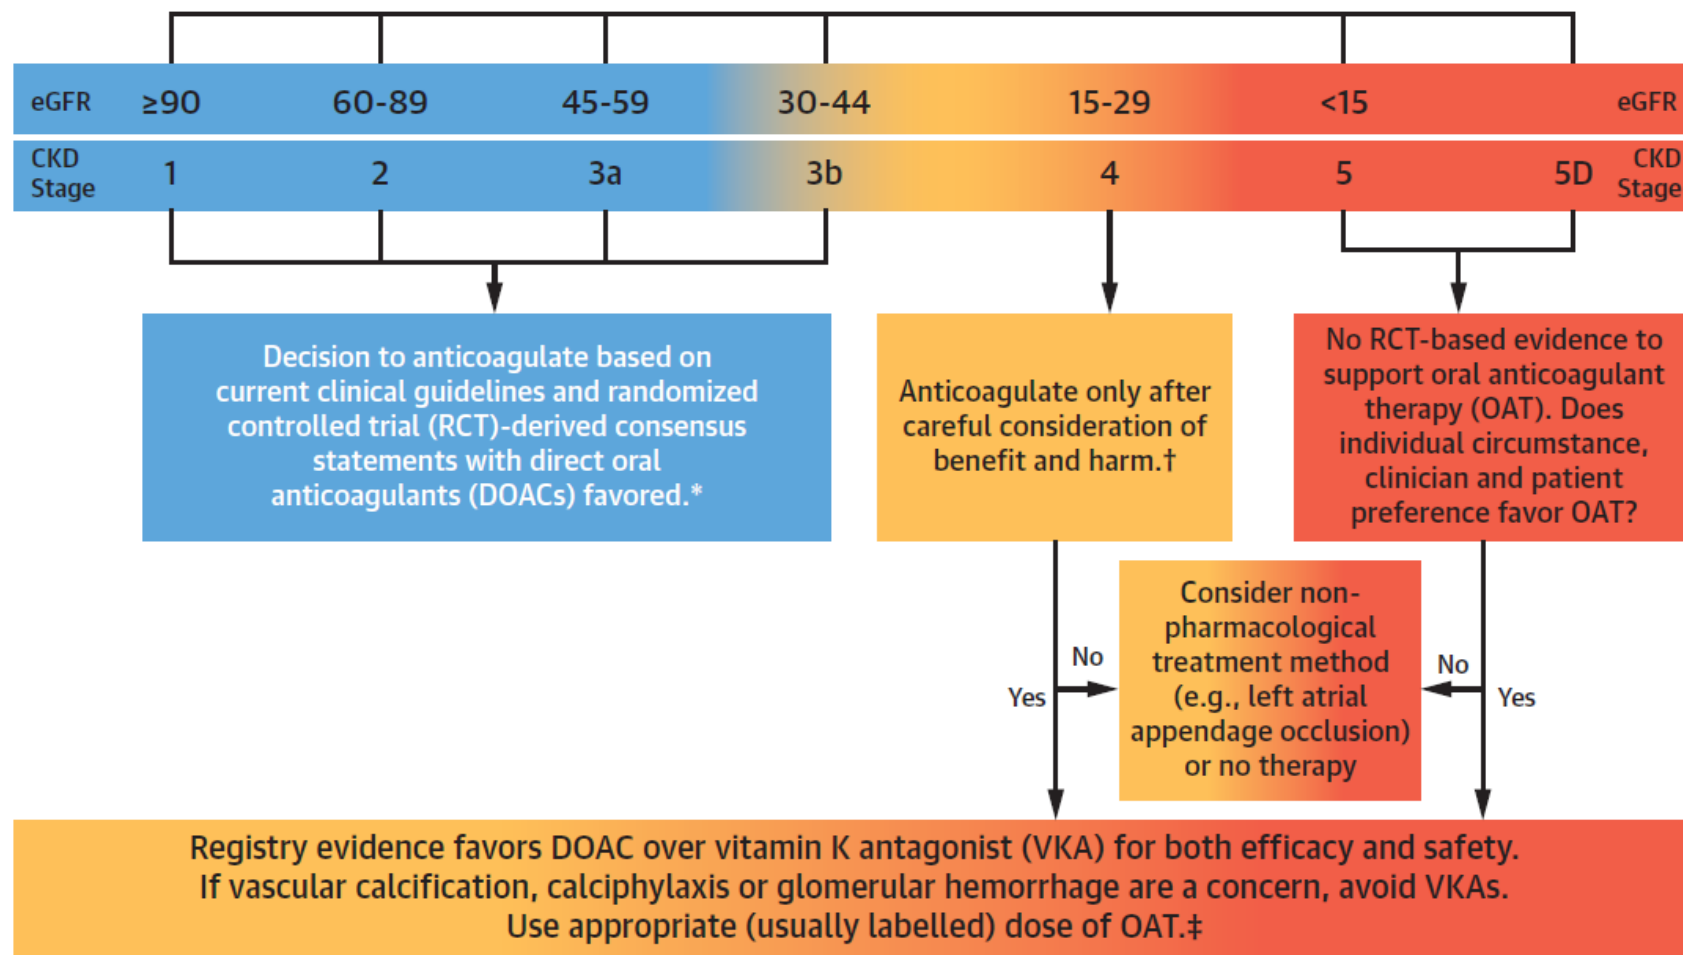 eGFR ≥90 60-89 45-59 30-44 15-29 <15 eGFR
CKD
Stage 1 2 3a 3b 4 5 5D CKD
Stage
Decision to anticoagulate based on
current clinical guidelines and randomized
controlled trial (RCT)-derived consensus
statements with direct oral
anticoagulants (DOACs) favored.*
Anticoagulate only after
careful consideration of
benefit and harm.†
No RCT-based evidence to
support oral anticoagulant
therapy (OAT). Does
individual circumstance,
clinician and patient
preference favor OAT?
Consider non-
pharmacological
treatment method
(e.g., left atrial
appendage occlusion)
or no therapy
No
Yes
No
Yes
Registry evidence favors DOAC over vitamin K antagonist (VKA) for both efficacy and safety.
If vascular calcification, calciphylaxis or glomerular hemorrhage are a concern, avoid VKAs.
Use appropriate (usually labelled) dose of OAT.‡